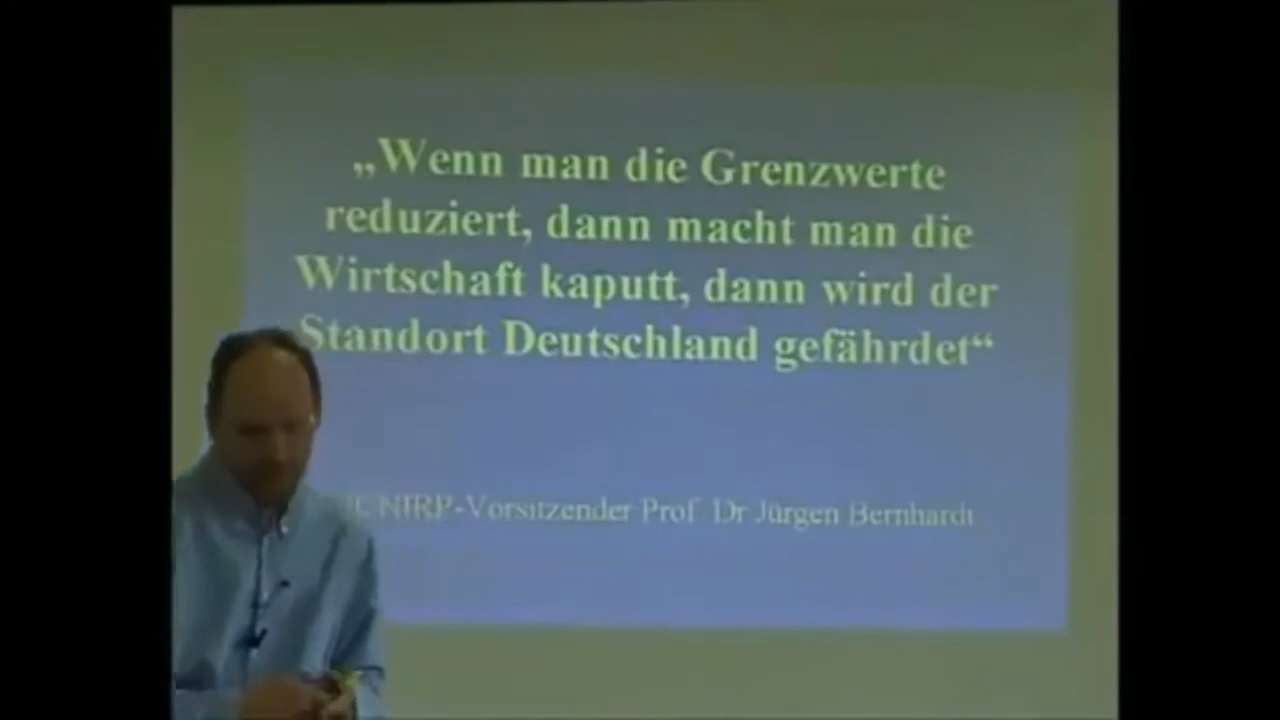 „Wenn man die Grenzwerte
reduziert, dann macht man die
Wirtschaft kaputt, dann wird der
Standort Deutschland gefährdet“
NIRP-Vorsitzender Prof Dr Jürgen Bernhardt